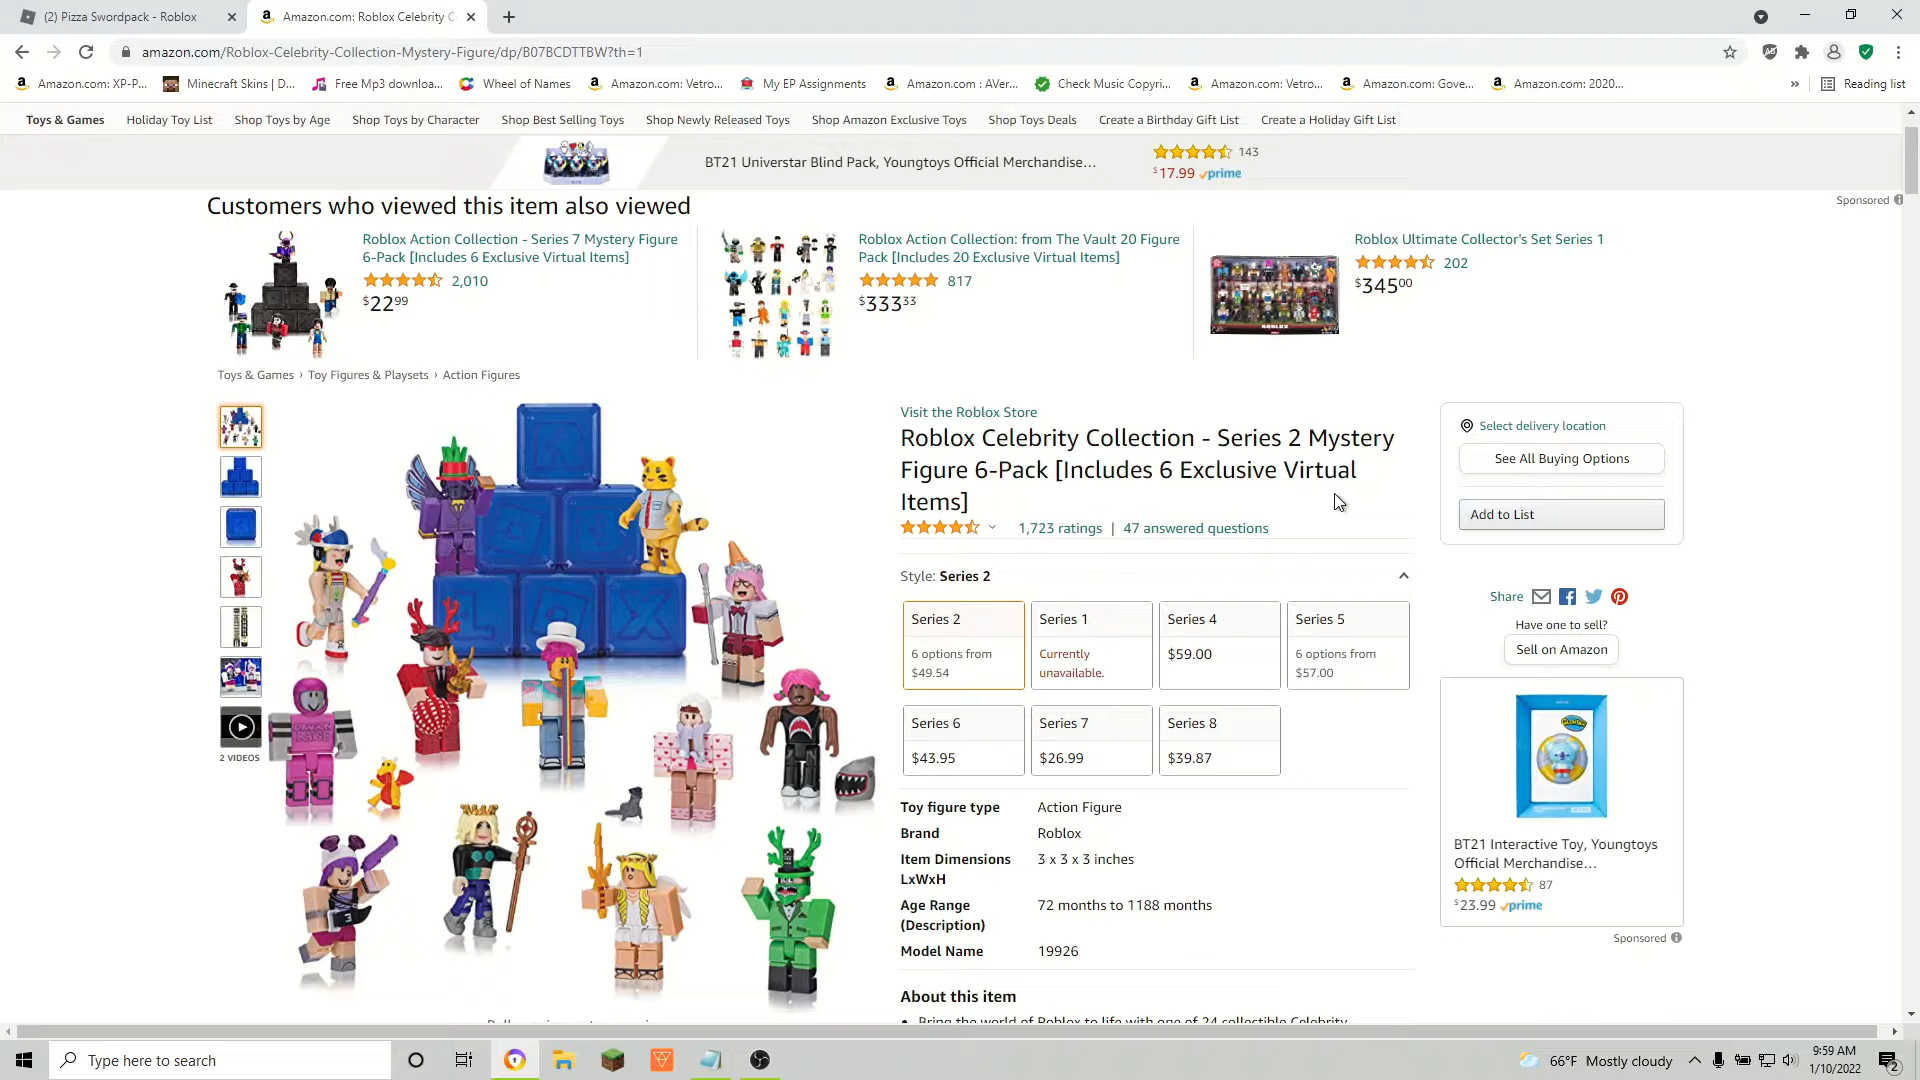 (2) Pizza Swordpack - Roblox
Amazon.com: Roblox Celebrity C
amazon.com/Roblox-Celebrity-Collection-Mystery-Figure/dp/B07BCDTTBW?th=1
Amazon.com: XP-P...
Minecraft Skins | D...
Free Mp3 downloa...
Wheel of Names
Amazon.com: Vetro...
My EP Assignments
Amazon.com : AVer...
Check Music Copyri...
Amazon.com: Vetro...
Amazon.com: Gove...
Amazon.com: 2020...
»
Reading list
Toys & Games
Holiday Toy List
Shop Toys by Age
Shop Toys by Character
Shop Best Selling Toys
Shop Newly Released Toys
Shop Amazon Exclusive Toys
Shop Toys Deals
Create a Birthday Gift List
Create a Holiday Gift List
BT21 Universtar Blind Pack, Youngtoys Official Merchandise...
143
$17.99 prime
Sponsored
Customers who viewed this item also viewed
Roblox Action Collection - Series 7 Mystery Figure
6-Pack [Includes 6 Exclusive Virtual Items]
2,010
$22 99
Roblox Action Collection: from The Vault 20 Figure
Pack [Includes 20 Exclusive Virtual Items]
817
$333 33
Roblox Ultimate Collector's Set Series 1
202
$345 00
Toys & Games › Toy Figures & Playsets › Action Figures
2 VIDEOS
Visit the Roblox Store
Roblox Celebrity Collection - Series 2 Mystery
Figure 6-Pack [Includes 6 Exclusive Virtual
Items]
1,723 ratings | 47 answered questions
Style: Series 2
Series 2
6 options from
$49.54
Series 1
Currently
unavailable.
Series 4
$59.00
Series 5
6 options from
$57.00
Series 6
$43.95
Series 7
$26.99
Series 8
$39.87
Toy figure type Action Figure
Brand Roblox
Item Dimensions 3 x 3 x 3 inches
LxWxH
Age Range 72 months to 1188 months
(Description)
Model Name 19926
About this item
• Bring the world of Roblox to life with one of 24 collectible Celebrity
Select delivery location
See All Buying Options
Add to List
Share
Have one to sell?
Sell on Amazon
BT21 Interactive Toy, Youngtoys
Official Merchandise...
87
$23.99 prime
Sponsored
Type here to search
66°F Mostly cloudy
9:59 AM
1/10/2022
2